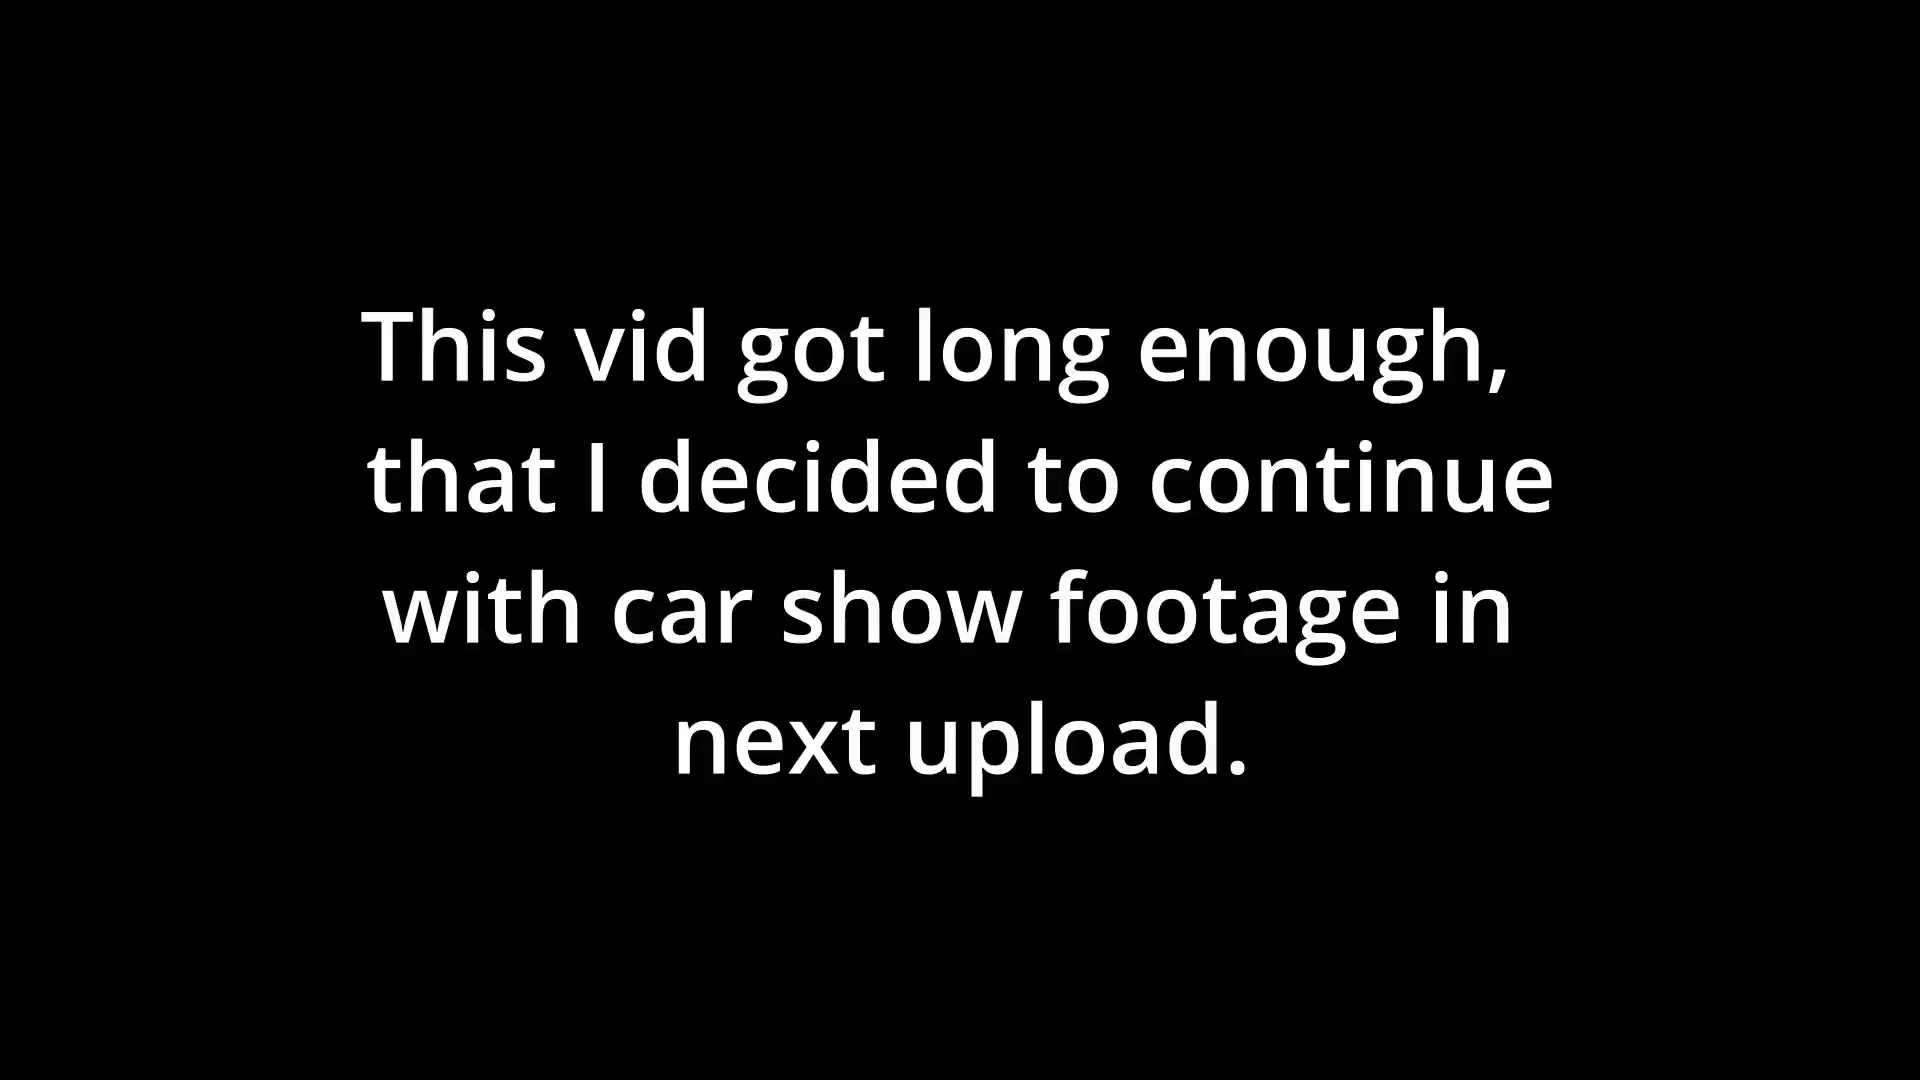 This vid got long enough,
that I decided to continue
with car show footage in
next upload.